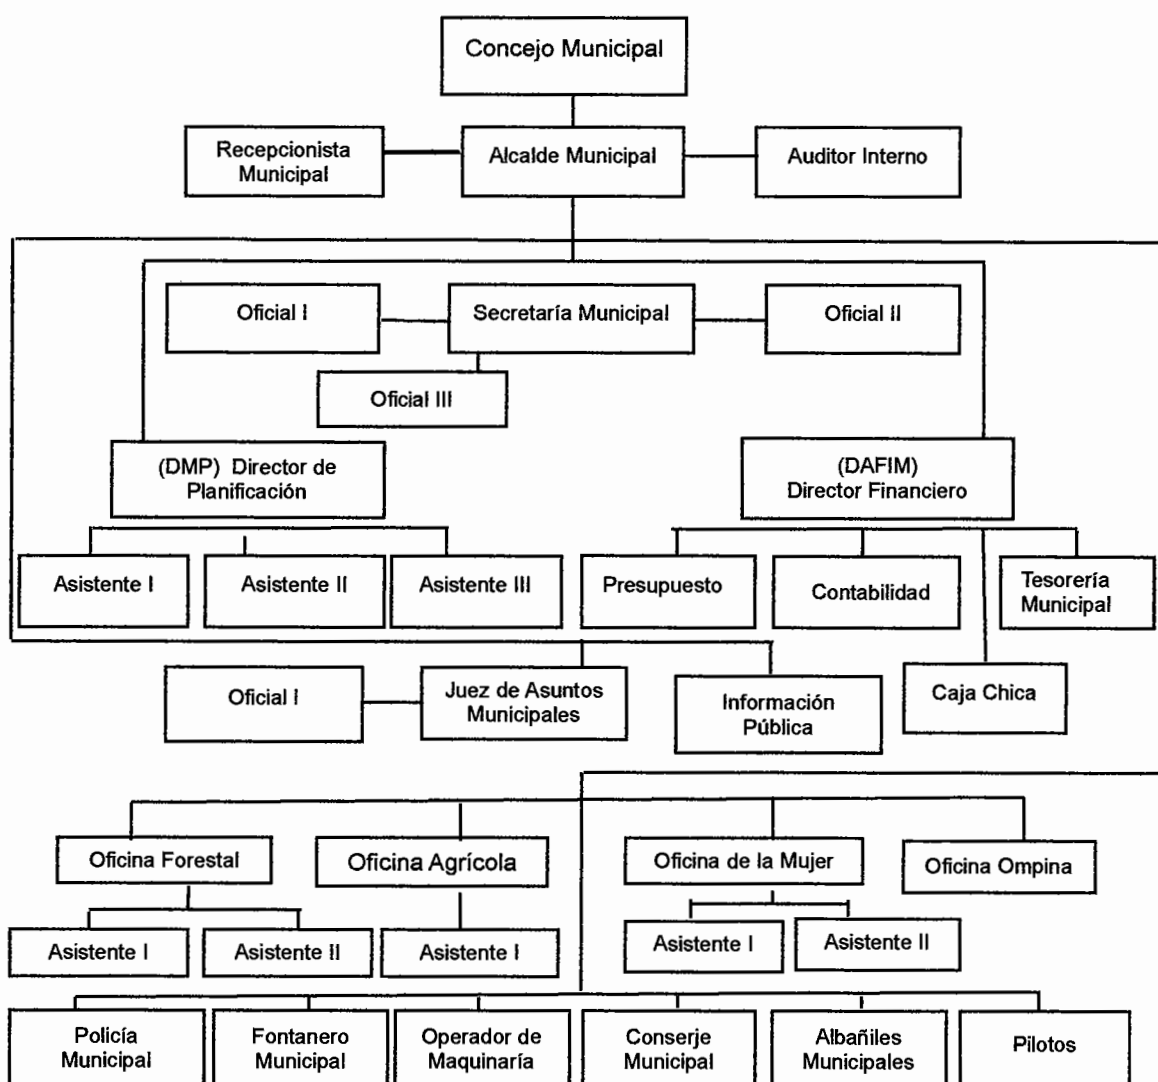 Concejo Municipal
Recepcionista
Municipal
Alcalde Municipal
Auditor Interno
Oficial I
Secretaría Municipal
Oficial II
Oficial III
(DMP) Director de
Planificación
(DAFIM)
Director Financiero
Asistente I
Asistente II
Asistente III
Presupuesto
Contabilidad
Tesorería
Municipal
Oficial I
Juez de Asuntos
Municipales
Información
Pública
Caja Chica
Oficina Forestal
Oficina Agrícola
Oficina de la Mujer
Oficina Ompina
Asistente I
Asistente II
Asistente I
Asistente I
Asistente II
Policía
Municipal
Fontanero
Municipal
Operador de
Maquinaría
Conserje
Municipal
Albañiles
Municipales
Pilotos